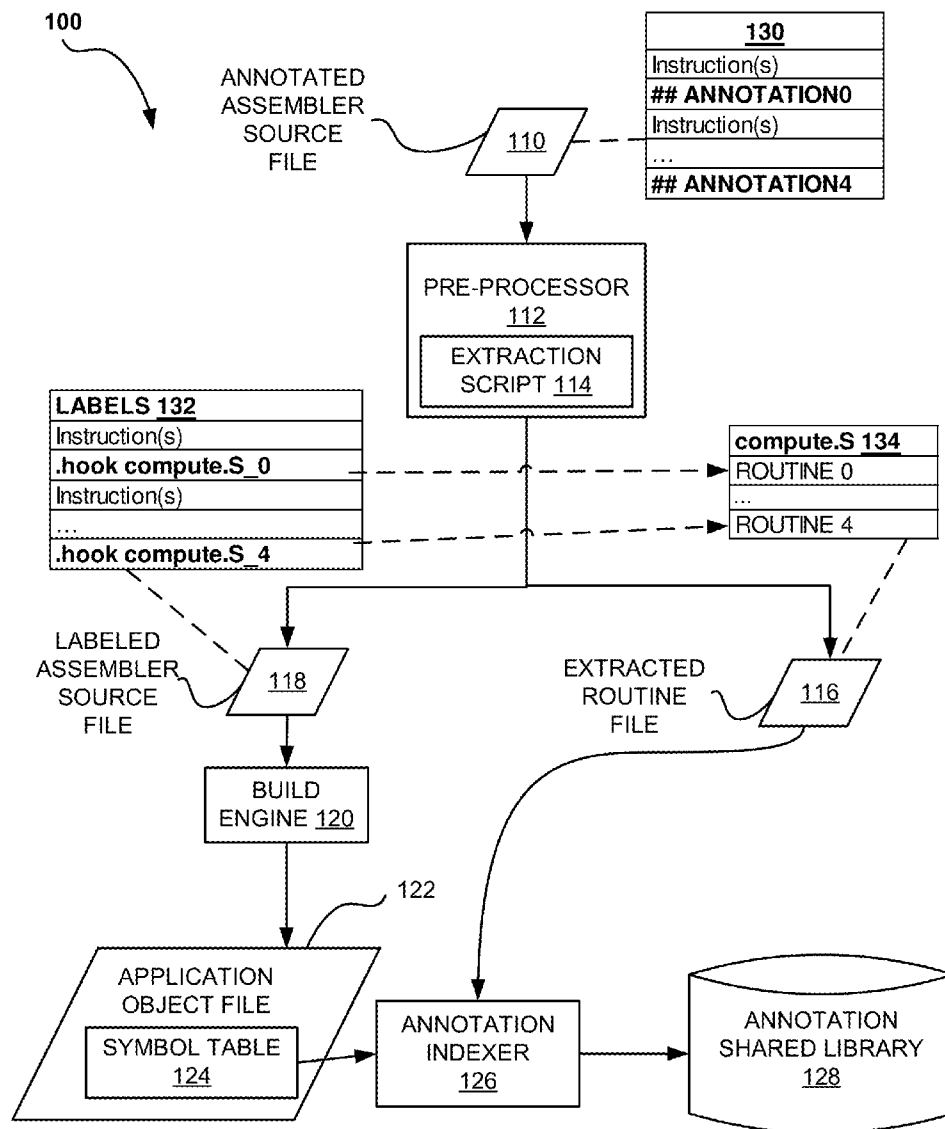 100
130
Instruction(s)
## ANNOTATION0
Instruction(s)
...
## ANNOTATION4
ANNOTATED
ASSEMBLER
SOURCE
FILE
110
PRE-PROCESSOR
112
EXTRACTION
SCRIPT 114
LABELS 132
Instruction(s)
.hook compute.S_0
Instruction(s)
...
.hook compute.S_4
compute.S 134
ROUTINE 0
...
ROUTINE 4
LABELED
ASSEMBLER
SOURCE
FILE
118
EXTRACTED
ROUTINE
FILE
116
BUILD
ENGINE 120
122
APPLICATION
OBJECT FILE
SYMBOL TABLE
124
ANNOTATION
INDEXER
126
ANNOTATION
SHARED LIBRARY
128